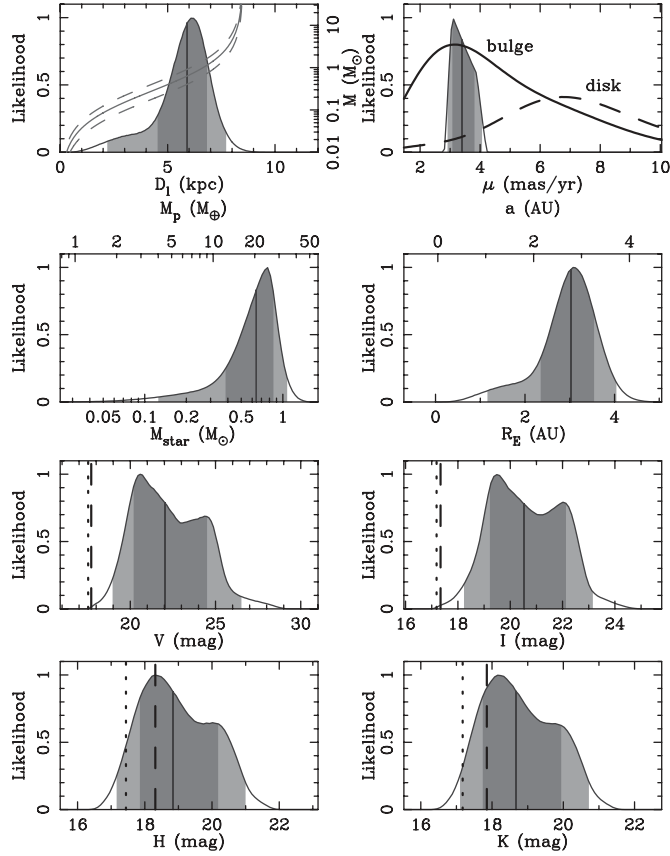 Likelihood
1
0.5
0
0 5 10
D_l (kpc)
10
1
0.1
0.01
M (M_⊙)
Likelihood
1
0.5
0
bulge
disk
2 4 6 8 10
μ (mas/yr)
M_p (M_⊕)
1 2 5 10 20 50
Likelihood
1
0.5
0
0.05 0.1 0.2 0.5 1
M_star (M_⊙)
a (AU)
0 2 4
Likelihood
1
0.5
0
0 2 4
R_E (AU)
Likelihood
1
0.5
0
20 25 30
V (mag)
Likelihood
1
0.5
0
16 18 20 22 24
I (mag)
Likelihood
1
0.5
0
16 18 20 22
H (mag)
Likelihood
1
0.5
0
16 18 20 22
K (mag)